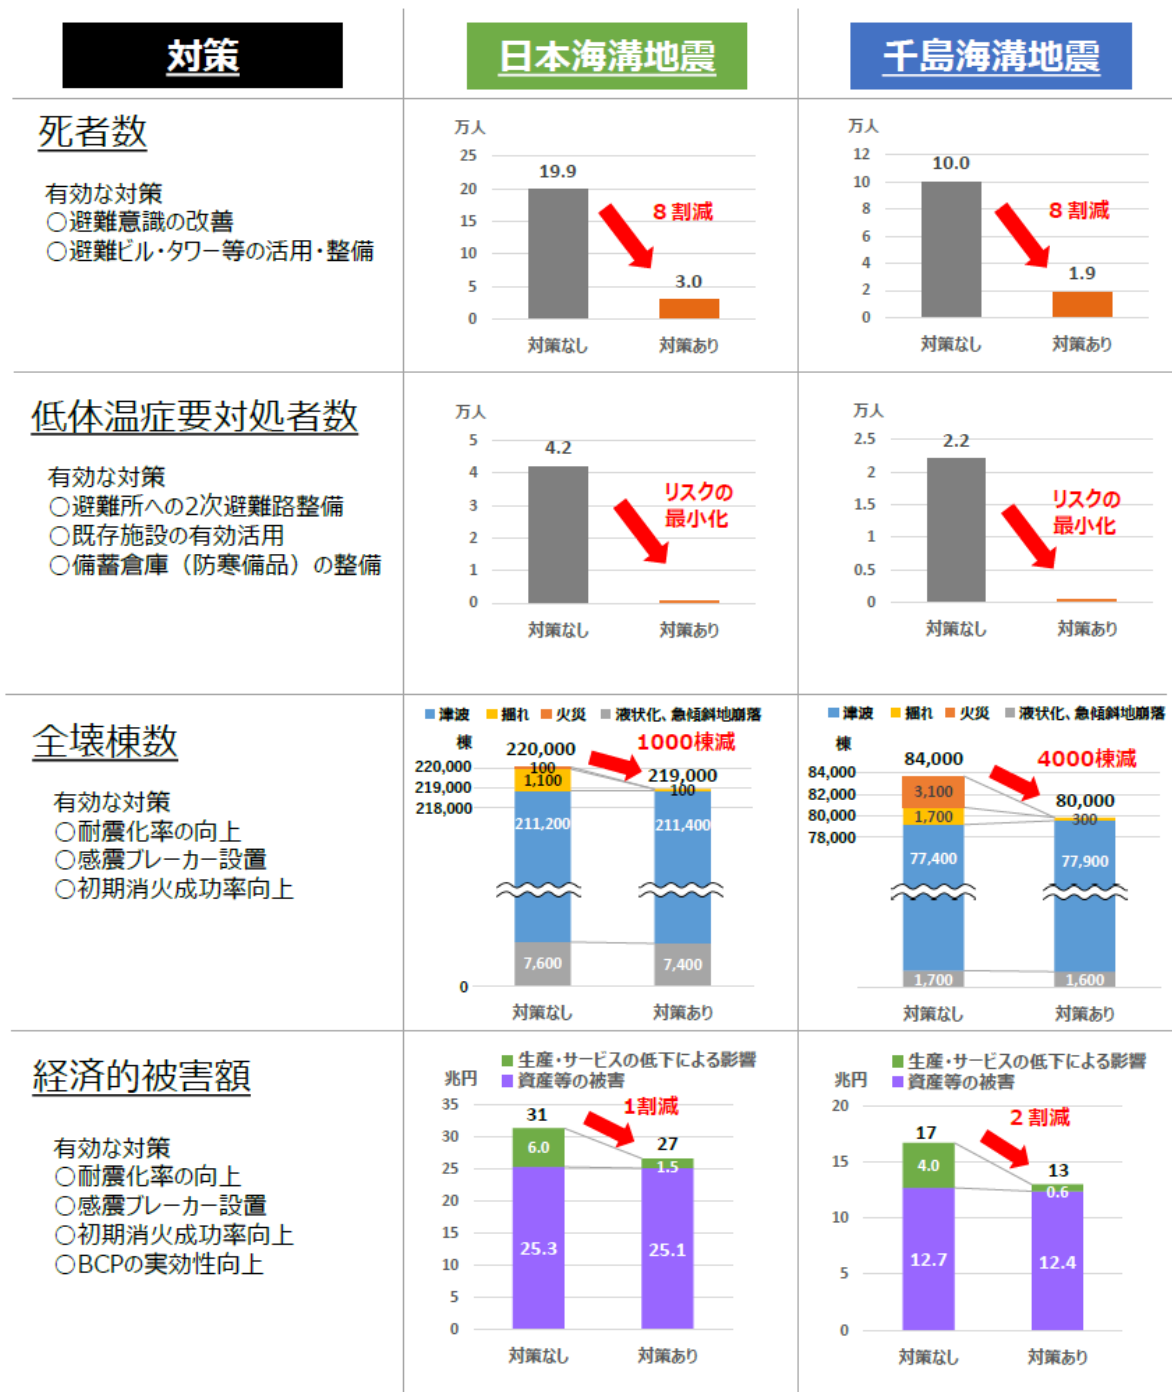 対策
日本海溝地震
千島海溝地震
死者数
有効な対策
○避難意識の改善
○避難ビル・タワー等の活用・整備
万人
25
20
15
10
5
0
19.9
8割減
3.0
対策なし
対策あり
万人
12
10
8
6
4
2
0
10.0
8割減
1.9
対策なし
対策あり
低体温症要対処者数
有効な対策
○避難所への2次避難路整備
○既存施設の有効活用
○備蓄倉庫（防寒備品）の整備
万人
5
4
3
2
1
0
4.2
リスクの
最小化
対策なし
対策あり
万人
2.5
2
1.5
1
0.5
0
2.2
リスクの
最小化
対策なし
対策あり
全壊棟数
有効な対策
○耐震化率の向上
○感震ブレーカー設置
○初期消火成功率向上
津波 揺れ 火災 液状化、急傾斜地崩落
棟
220,000
219,000
218,000
0
220,000
1000棟減
219,000
100
1,100
100
211,200
211,400
7,600
7,400
対策なし
対策あり
津波 揺れ 火災 液状化、急傾斜地崩落
棟
84,000
82,000
80,000
78,000
84,000
4000棟減
80,000
3,100
1,700
300
77,400
77,900
1,700
1,600
対策なし
対策あり
経済的被害額
有効な対策
○耐震化率の向上
○感震ブレーカー設置
○初期消火成功率向上
○BCPの実効性向上
生産・サービスの低下による影響
資産等の被害
兆円
35
30
25
20
15
10
5
0
31
1割減
27
6.0
1.5
25.3
25.1
対策なし
対策あり
生産・サービスの低下による影響
資産等の被害
兆円
20
15
10
5
0
17
2割減
13
4.0
0.6
12.7
12.4
対策なし
対策あり